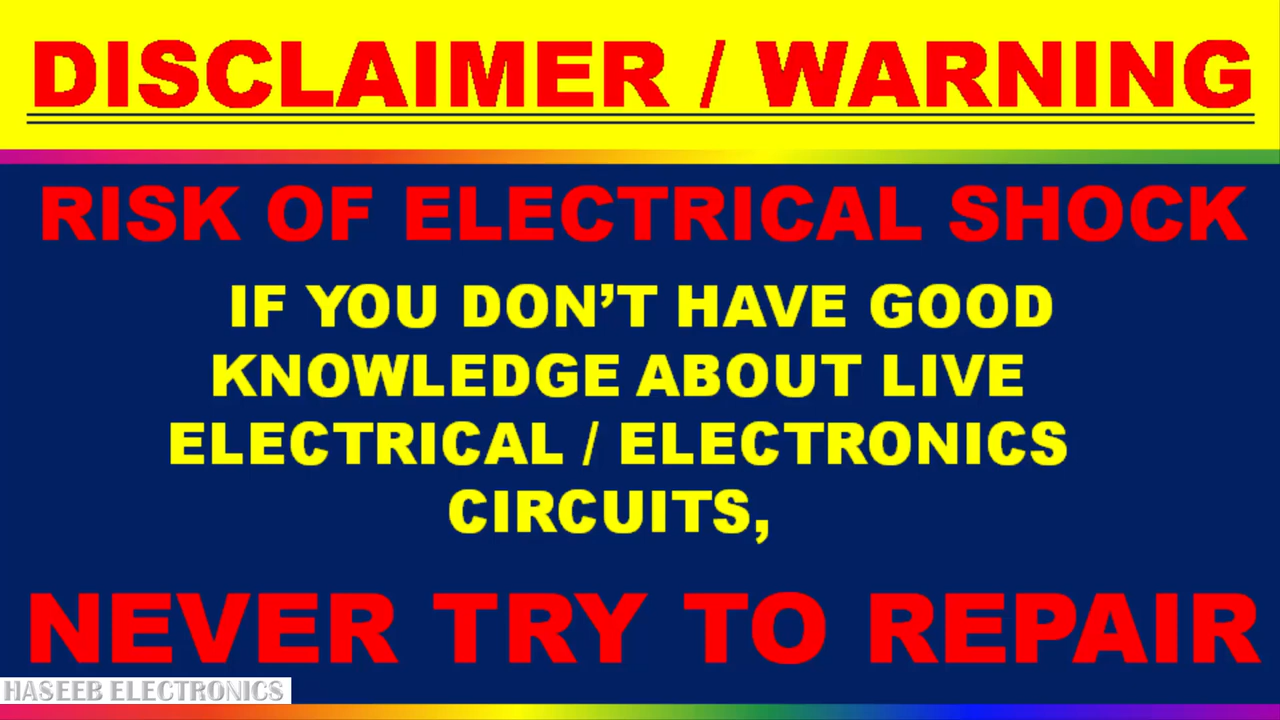 DISCLAIMER / WARNING
RISK OF ELECTRICAL SHOCK
IF YOU DON’T HAVE GOOD
KNOWLEDGE ABOUT LIVE
ELECTRICAL / ELECTRONICS
CIRCUITS,
NEVER TRY TO REPAIR
HASEEB ELECTRONICS